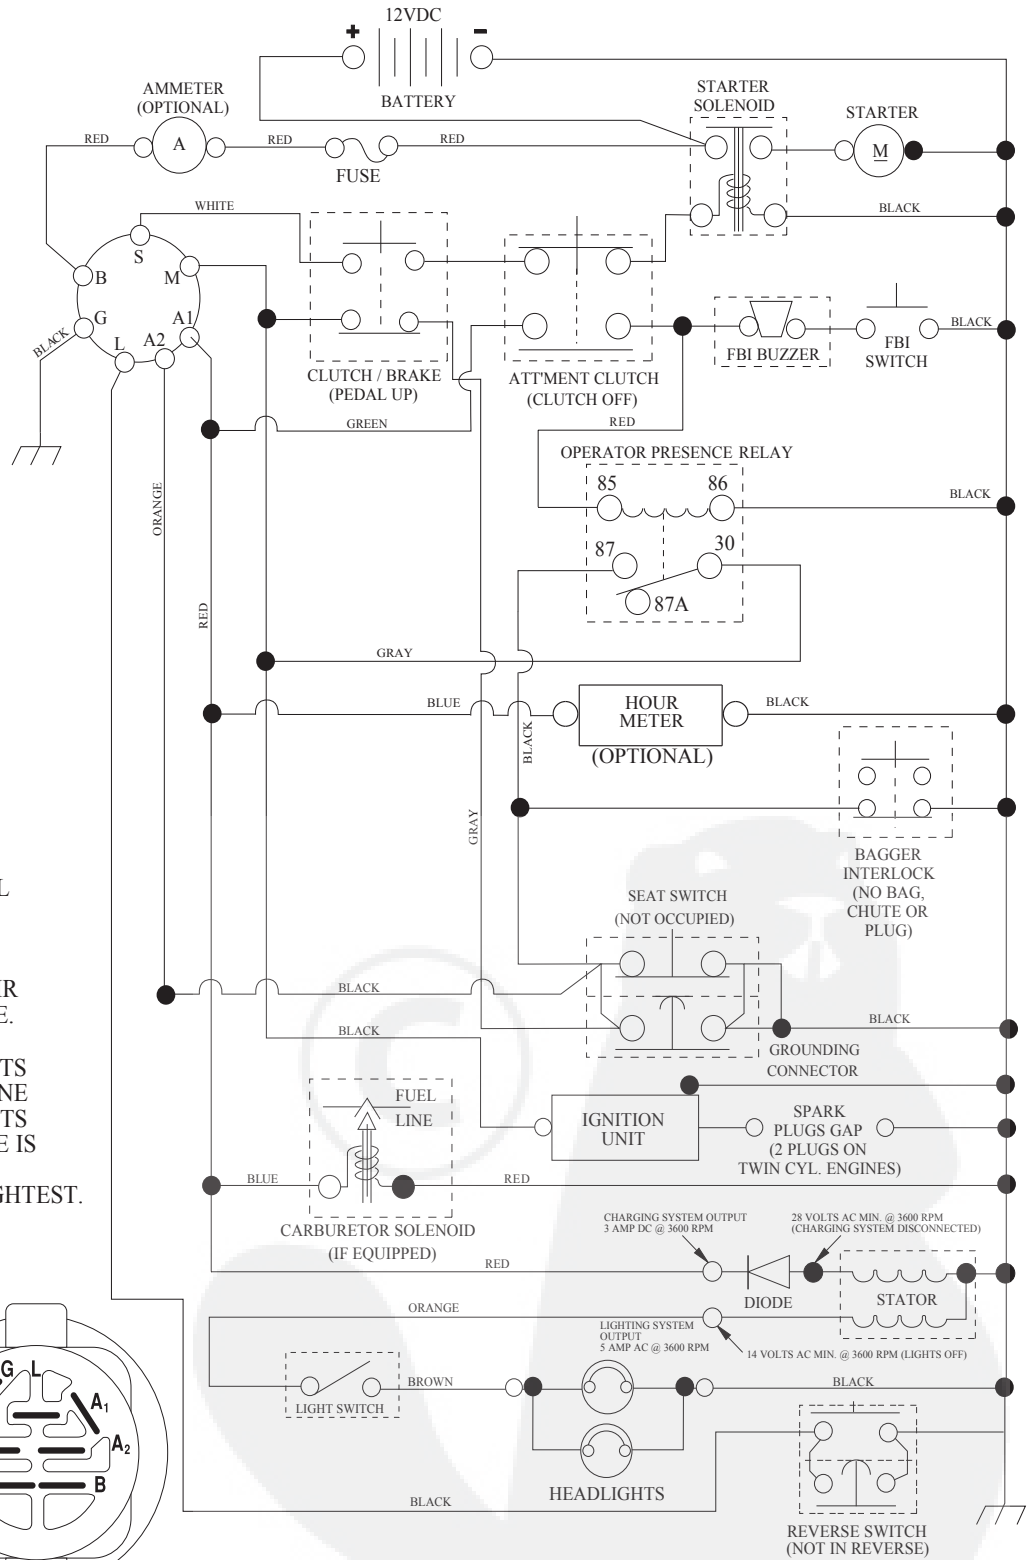 12VDC
+
-
BATTERY
AMMETER
(OPTIONAL)
STARTER
SOLENOID
STARTER
RED
A
RED
FUSE
RED
M
WHITE
BLACK
S
B
M
G
A1
L
A2
BLACK
CLUTCH / BRAKE
(PEDAL UP)
ATT'MENT CLUTCH
(CLUTCH OFF)
FBI BUZZER
FBI
SWITCH
BLACK
GREEN
RED
OPERATOR PRESENCE RELAY
85
86
BLACK
87
30
87A
ORANGE
RED
GRAY
BLUE
HOUR
METER
(OPTIONAL)
BLACK
BLACK
GRAY
BAGGER
INTERLOCK
(NO BAG,
CHUTE OR
PLUG)
SEAT SWITCH
(NOT OCCUPIED)
L
IR
E.
TS
NE
TS
E IS
GHTEST.
BLACK
BLACK
BLACK
GROUNDING
CONNECTOR
FUEL
LINE
IGNITION
UNIT
SPARK
PLUGS GAP
(2 PLUGS ON
TWIN CYL. ENGINES)
BLUE
RED
CARBURETOR SOLENOID
(IF EQUIPPED)
CHARGING SYSTEM OUTPUT
3 AMP DC @ 3600 RPM
28 VOLTS AC MIN. @ 3600 RPM
(CHARGING SYSTEM DISCONNECTED)
RED
DIODE
STATOR
ORANGE
LIGHTING SYSTEM
OUTPUT
5 AMP AC @ 3600 RPM
14 VOLTS AC MIN. @ 3600 RPM (LIGHTS OFF)
LIGHT SWITCH
BROWN
BLACK
HEADLIGHTS
BLACK
REVERSE SWITCH
(NOT IN REVERSE)
G L
A1
A2
B
©